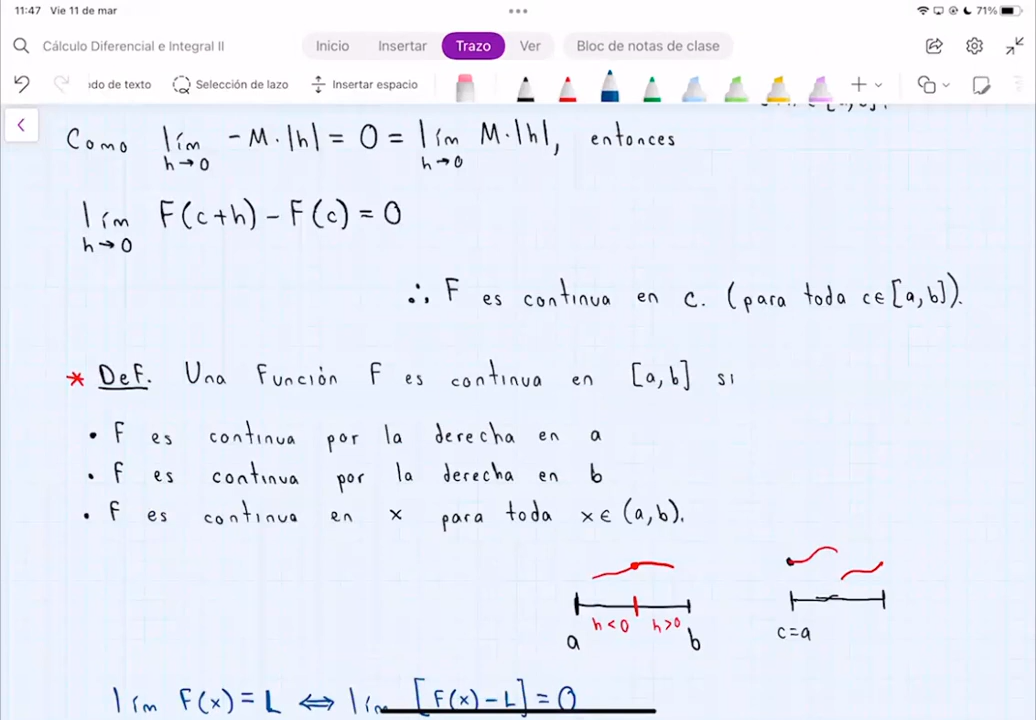 11:47 Vie 11 de mar
71%
Cálculo Diferencial e Integral II
Inicio Insertar Trazo Ver Bloc de notas de clase
do de texto Selección de lazo Insertar espacio
Como lím h→0 -M·|h| = 0 = lím h→0 M·|h|, entonces
lím h→0 F(c+h) - F(c) = 0
∴ F es continua en c. (para toda c∈[a,b]).
* Def. Una función F es continua en [a,b] si
• F es continua por la derecha en a
• F es continua por la derecha en b
• F es continua en x para toda x∈(a,b).
h<0 h>0
a b c=a
lím F(x) = L ⇔ lím [F(x) - L] = 0